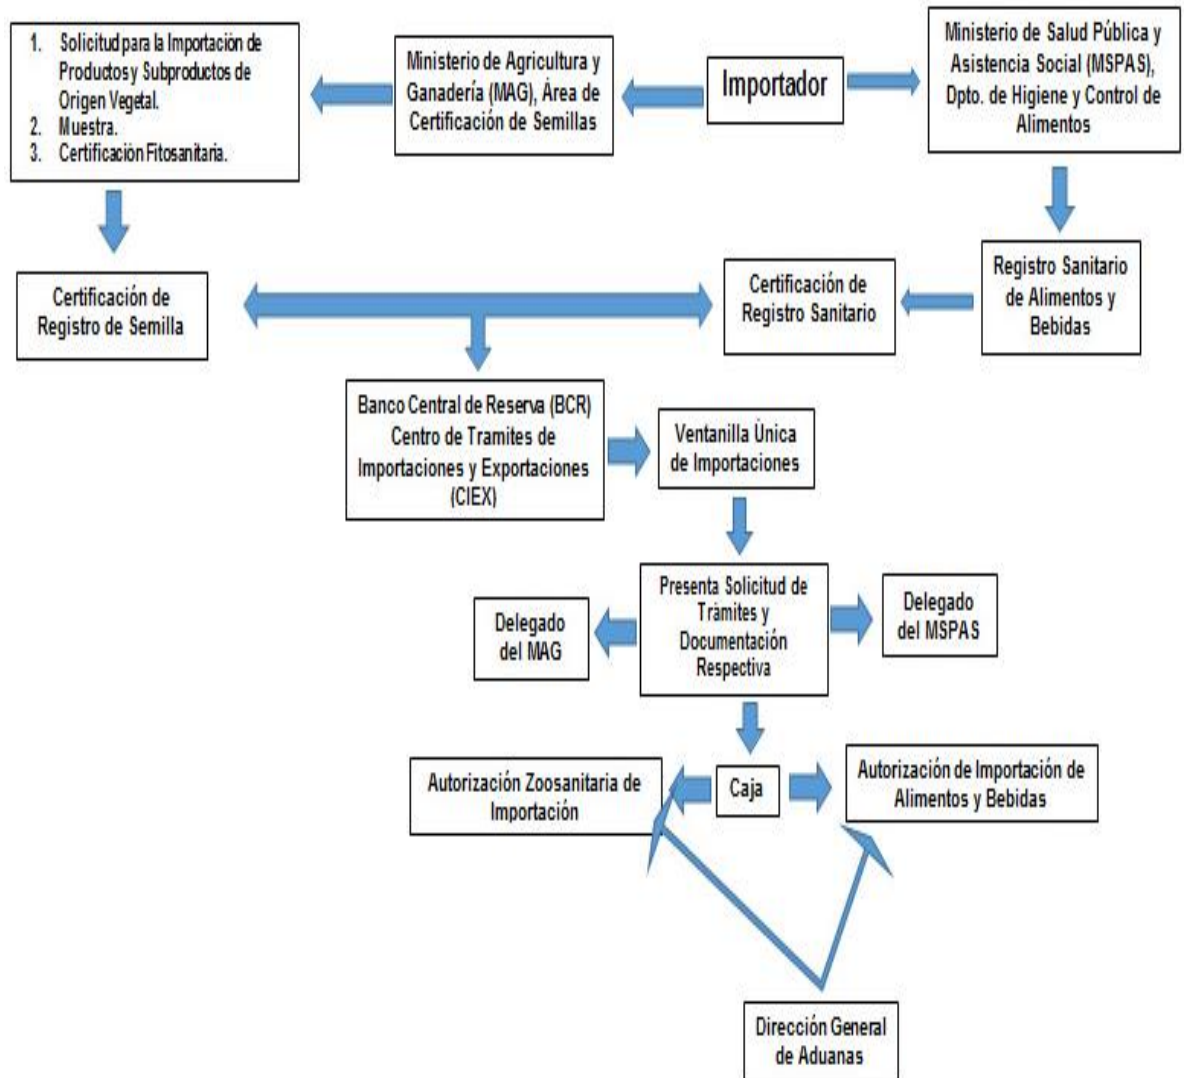 1. Solicitud para la Importación de
Productos y Subproductos de
Origen Vegetal.
2. Muestra.
3. Certificación Fitosanitaria.
Ministerio de Agricultura y
Ganadería (MAG), Área de
Certificación de Semillas
Importador
Ministerio de Salud Pública y
Asistencia Social (MSPAS),
Dpto. de Higiene y Control de
Alimentos
Certificación de
Registro de Semilla
Certificación de
Registro Sanitario
Registro Sanitario
de Alimentos y
Bebidas
Banco Central de Reserva (BCR)
Centro de Tramites de
Importaciones y Exportaciones
(CIEX)
Ventanilla Única
de Importaciones
Presenta Solicitud de
Trámites y
Documentación
Respectiva
Delegado
del MAG
Delegado
del MSPAS
Autorización Zoosanitaria de
Importación
Caja
Autorización de Importación de
Alimentos y Bebidas
Dirección General
de Aduanas